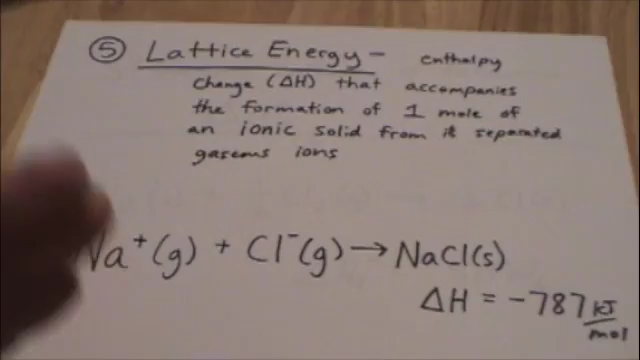 ⑤ Lattice Energy - enthalpy
change (ΔH) that accompanies
the formation of 1 mole of
an ionic solid from it separated
gaseous ions
Na⁺(g) + Cl⁻(g) → NaCl(s)
ΔH = -787 kJ/mol